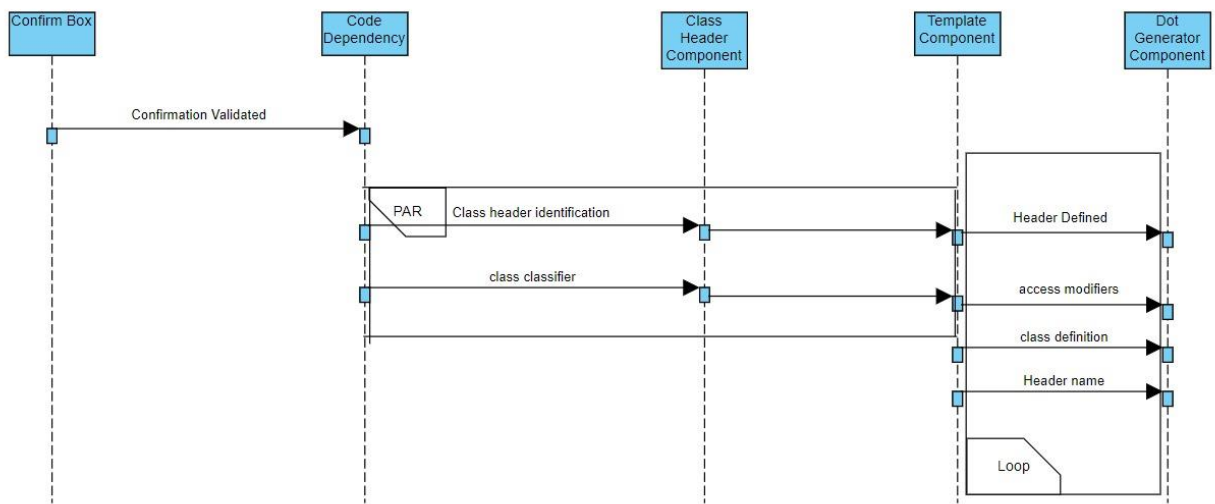 Confirm Box
Code
Dependency
Class
Header
Component
Template
Component
Dot
Generator
Component
Confirmation Validated
PAR
Class header identification
Header Defined
class classifier
access modifiers
class definition
Header name
Loop